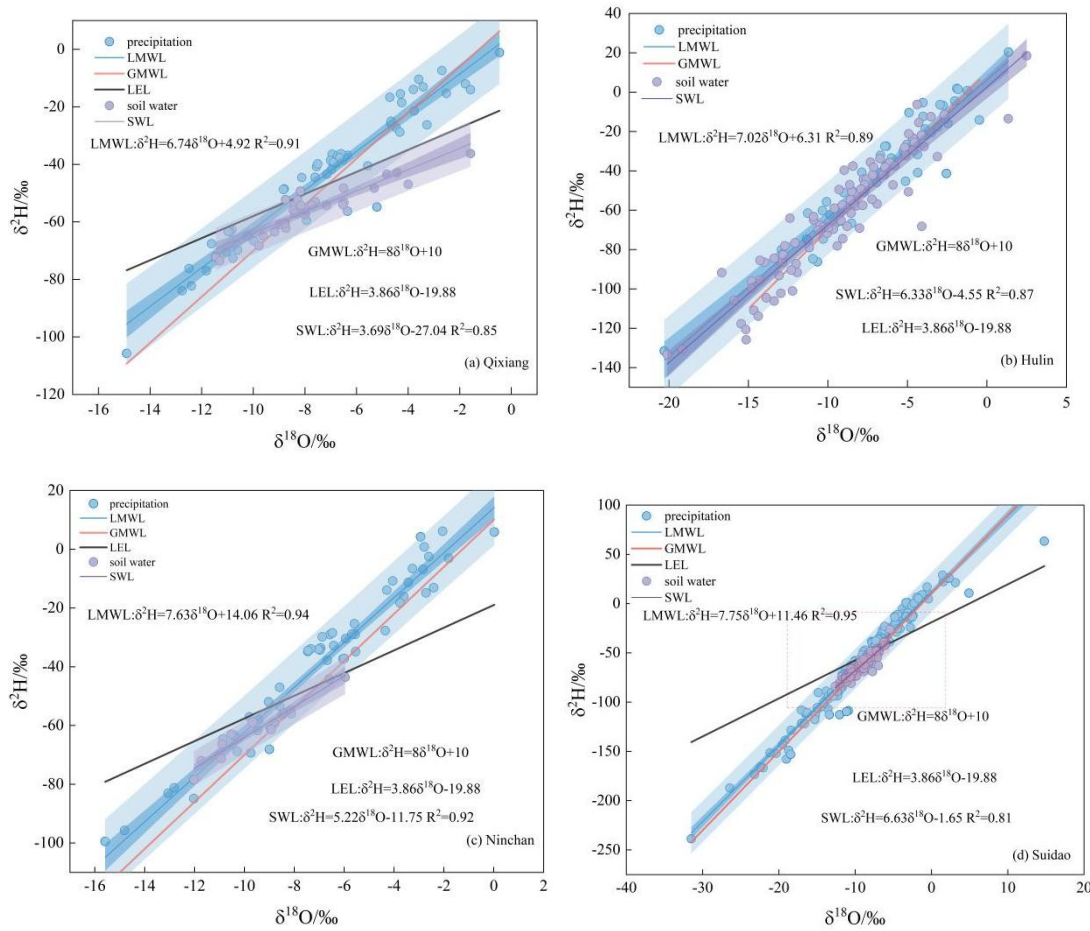 precipitation
LMWL
GMWL
LEL
soil water
SWL
LMWL:δ²H=6.74δ¹⁸O+4.92 R²=0.91
GMWL:δ²H=8δ¹⁸O+10
LEL:δ²H=3.86δ¹⁸O-19.88
SWL:δ²H=3.69δ¹⁸O-27.04 R²=0.85
(a) Qixiang
0
-20
-40
-60
-80
-100
-120
δ²H/‰
-16 -14 -12 -10 -8 -6 -4 -2 0
δ¹⁸O/‰
precipitation
LMWL
GMWL
soil water
SWL
LMWL:δ²H=7.02δ¹⁸O+6.31 R²=0.89
GMWL:δ²H=8δ¹⁸O+10
SWL:δ²H=6.33δ¹⁸O-4.55 R²=0.87
LEL:δ²H=3.86δ¹⁸O-19.88
(b) Hulin
40
20
0
-20
-40
-60
-80
-100
-120
-140
δ²H/‰
-20 -15 -10 -5 0 5
δ¹⁸O/‰
precipitation
LMWL
GMWL
LEL
soil water
SWL
LMWL:δ²H=7.63δ¹⁸O+14.06 R²=0.94
GMWL:δ²H=8δ¹⁸O+10
LEL:δ²H=3.86δ¹⁸O-19.88
SWL:δ²H=5.22δ¹⁸O-11.75 R²=0.92
(c) Ninchan
20
0
-20
-40
-60
-80
-100
δ²H/‰
-16 -14 -12 -10 -8 -6 -4 -2 0 2
δ¹⁸O/‰
precipitation
LMWL
GMWL
LEL
soil water
SWL
LMWL:δ²H=7.75δ¹⁸O+11.46 R²=0.95
GMWL:δ²H=8δ¹⁸O+10
LEL:δ²H=3.86δ¹⁸O-19.88
SWL:δ²H=6.63δ¹⁸O-1.65 R²=0.81
(d) Suidao
100
50
0
-50
-100
-150
-200
-250
δ²H/‰
-40 -30 -20 -10 0 10 20
δ¹⁸O/‰